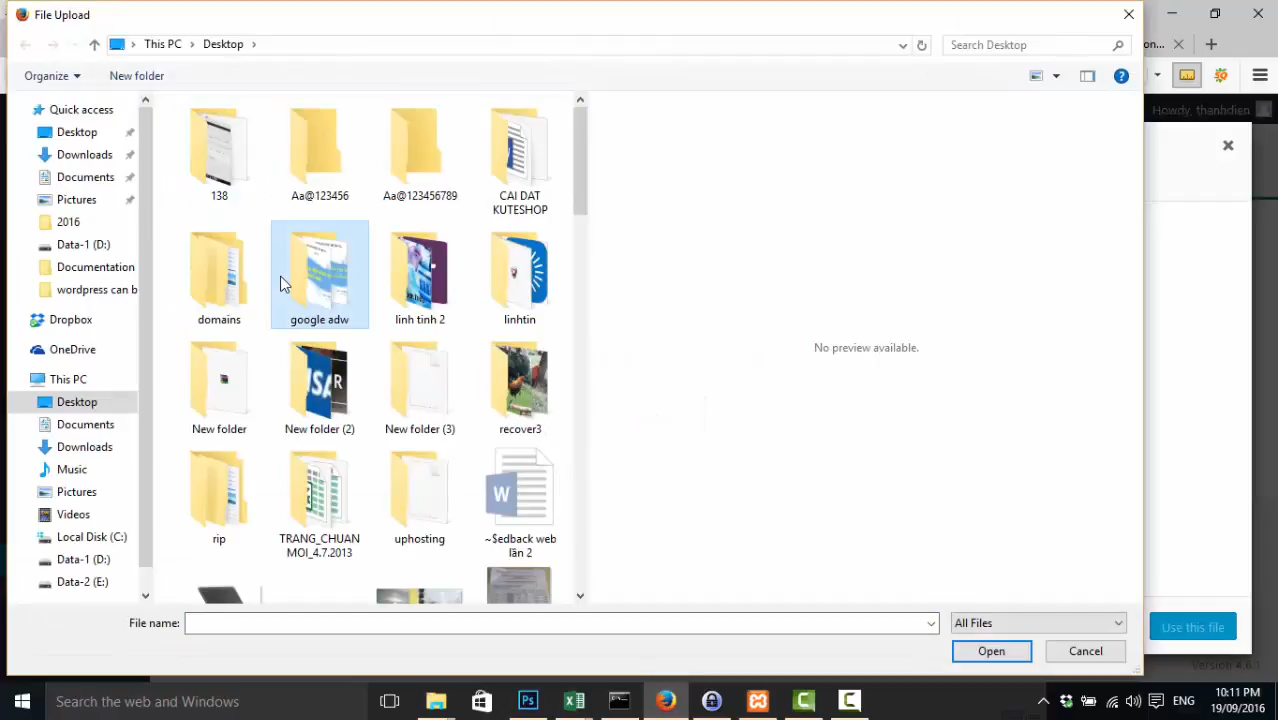 File Upload
This PC
Desktop
Search Desktop
on...
Organize
New folder
Howdy, thanhdien
Quick access
Desktop
Downloads
Documents
Pictures
2016
Data-1 (D:)
Documentation
wordpress can b
Dropbox
OneDrive
This PC
Desktop
Documents
Downloads
Music
Pictures
Videos
Local Disk (C:)
Data-1 (D:)
Data-2 (E:)
138
Aa@123456
Aa@123456789
CAI DAT
KUTESHOP
domains
google adw
linh tinh 2
linhtin
New folder
New folder (2)
New folder (3)
recover3
rip
TRANG_CHUAN
MOI_4.7.2013
uphosting
~$edback web
lần 2
No preview available.
File name:
All Files
Open
Cancel
Use this file
Version 4.6.1
Search the web and Windows
ENG
10:11 PM
19/09/2016